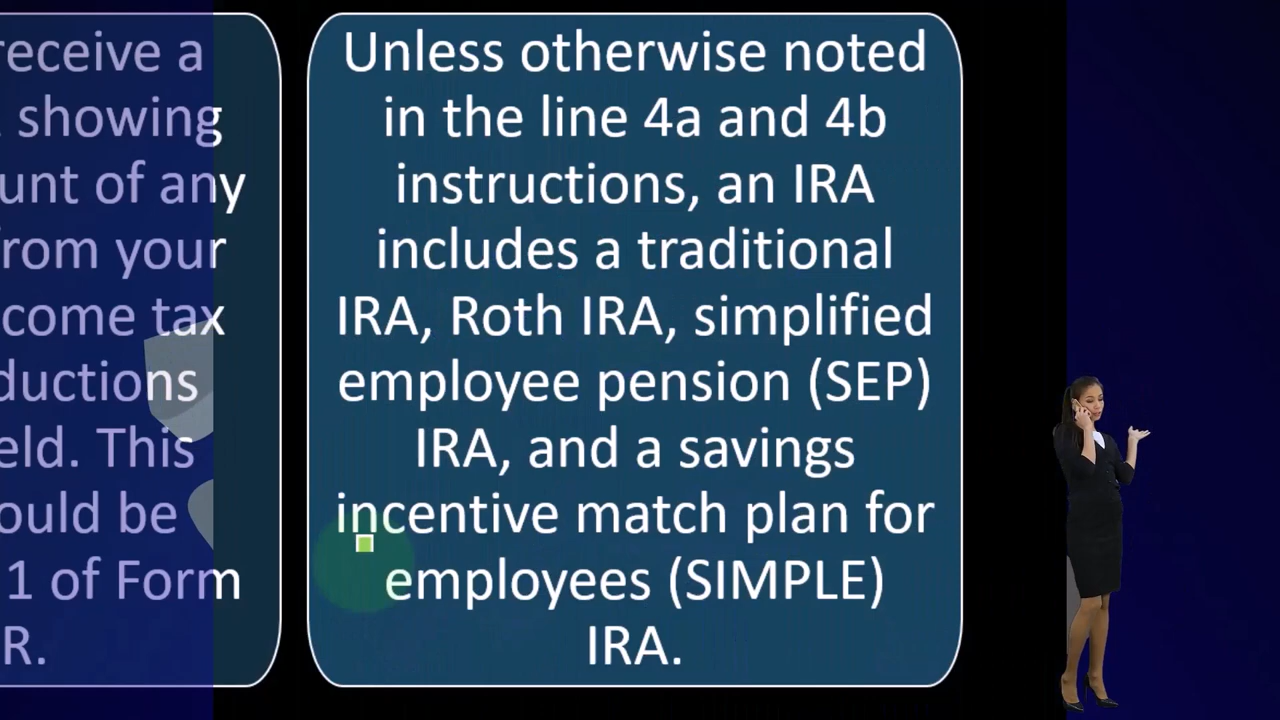 receive a
showing
unt of any
from your
come tax
ductions
eld. This
ould be
1 of Form
R.
Unless otherwise noted
in the line 4a and 4b
instructions, an IRA
includes a traditional
IRA, Roth IRA, simplified
employee pension (SEP)
IRA, and a savings
incentive match plan for
employees (SIMPLE)
IRA.